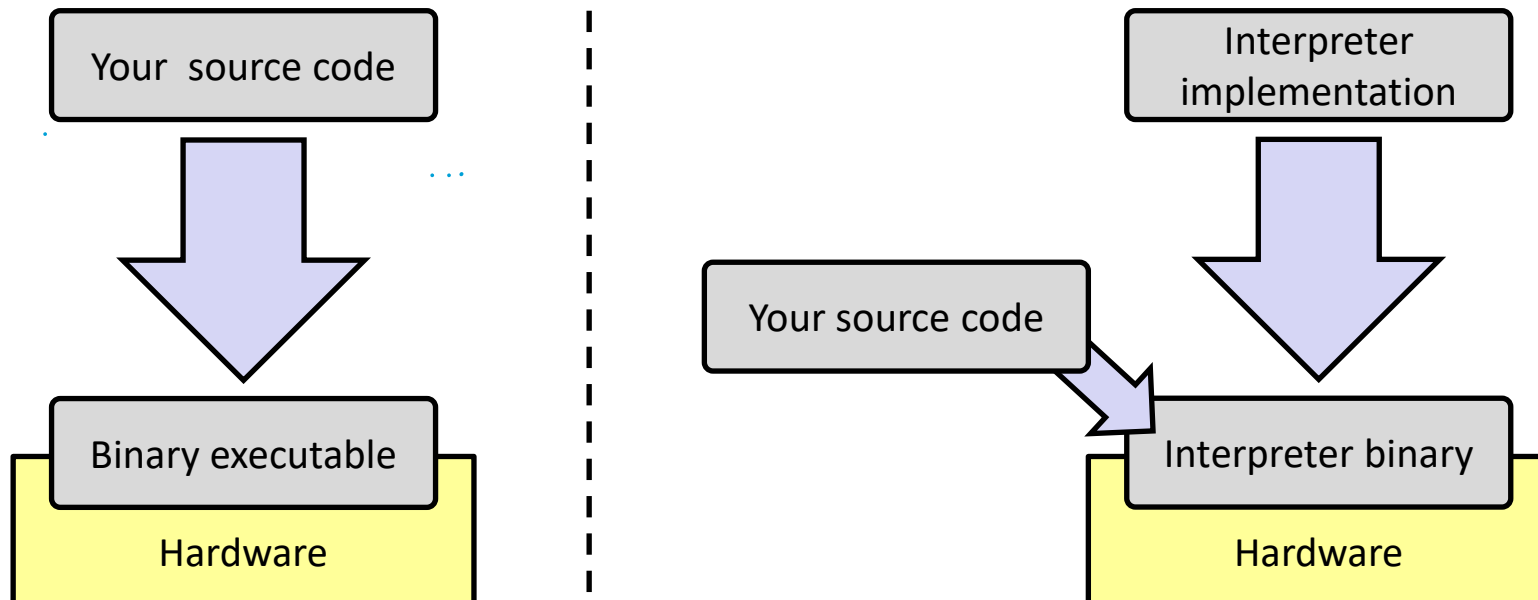 Your  source code
Binary executable
Hardware
Interpreter
implementation
Your source code
Interpreter binary
Hardware